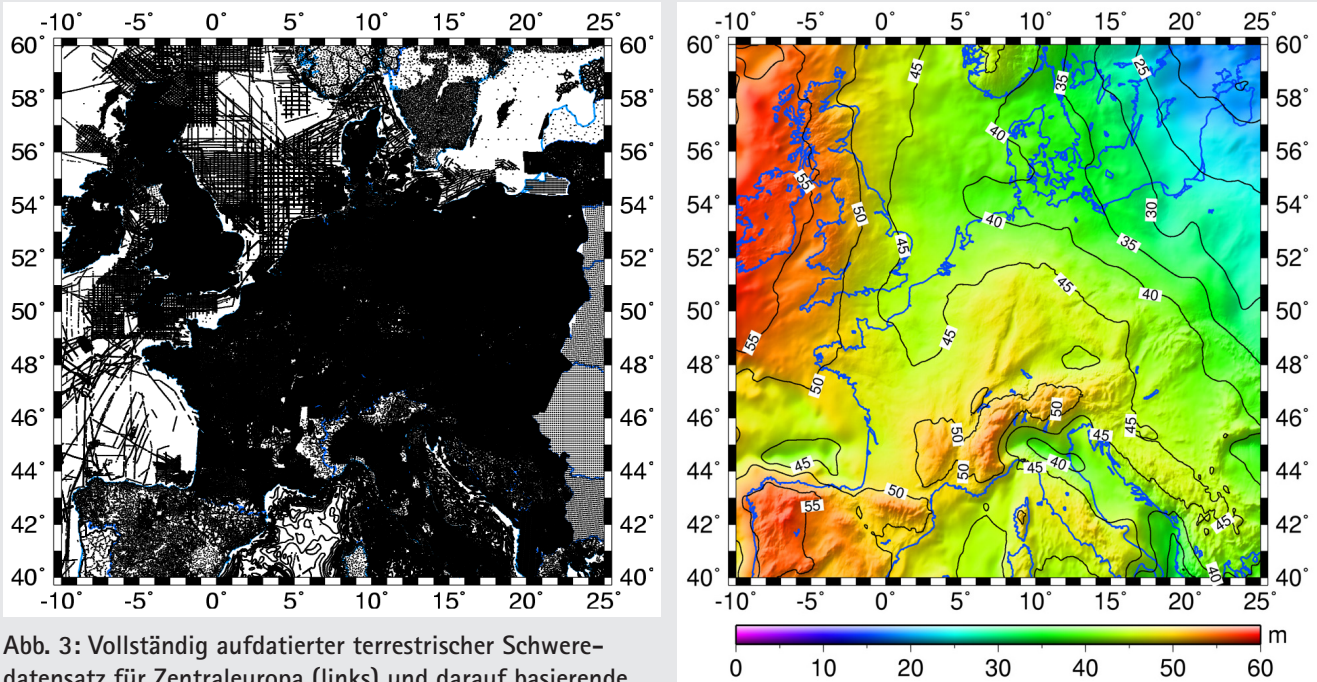 -10° -5° 0° 5° 10° 15° 20° 25°
60° 60°
58° 58°
56° 56°
54° 54°
52° 52°
50° 50°
48° 48°
46° 46°
44° 44°
42° 42°
40° 40°
-10° -5° 0° 5° 10° 15° 20° 25°
Abb. 3: Vollständig aufdatierter terrestrischer Schwere-
datensatz für Zentraleuropa (links) und darauf basierende
-10° -5° 0° 5° 10° 15° 20° 25°
60° 45 35 25 60°
58° 58°
56° 40 56°
55
54° 50 40 30 54°
52° 45 35 52°
50° 45 40 50°
55 45
48° 48°
50
46° 50 50 45 45 46°
44° 45 50 45 40 44°
55 50
42° 45 42°
40° 40 40°
-10° -5° 0° 5° 10° 15° 20° 25°
m
0 10 20 30 40 50 60